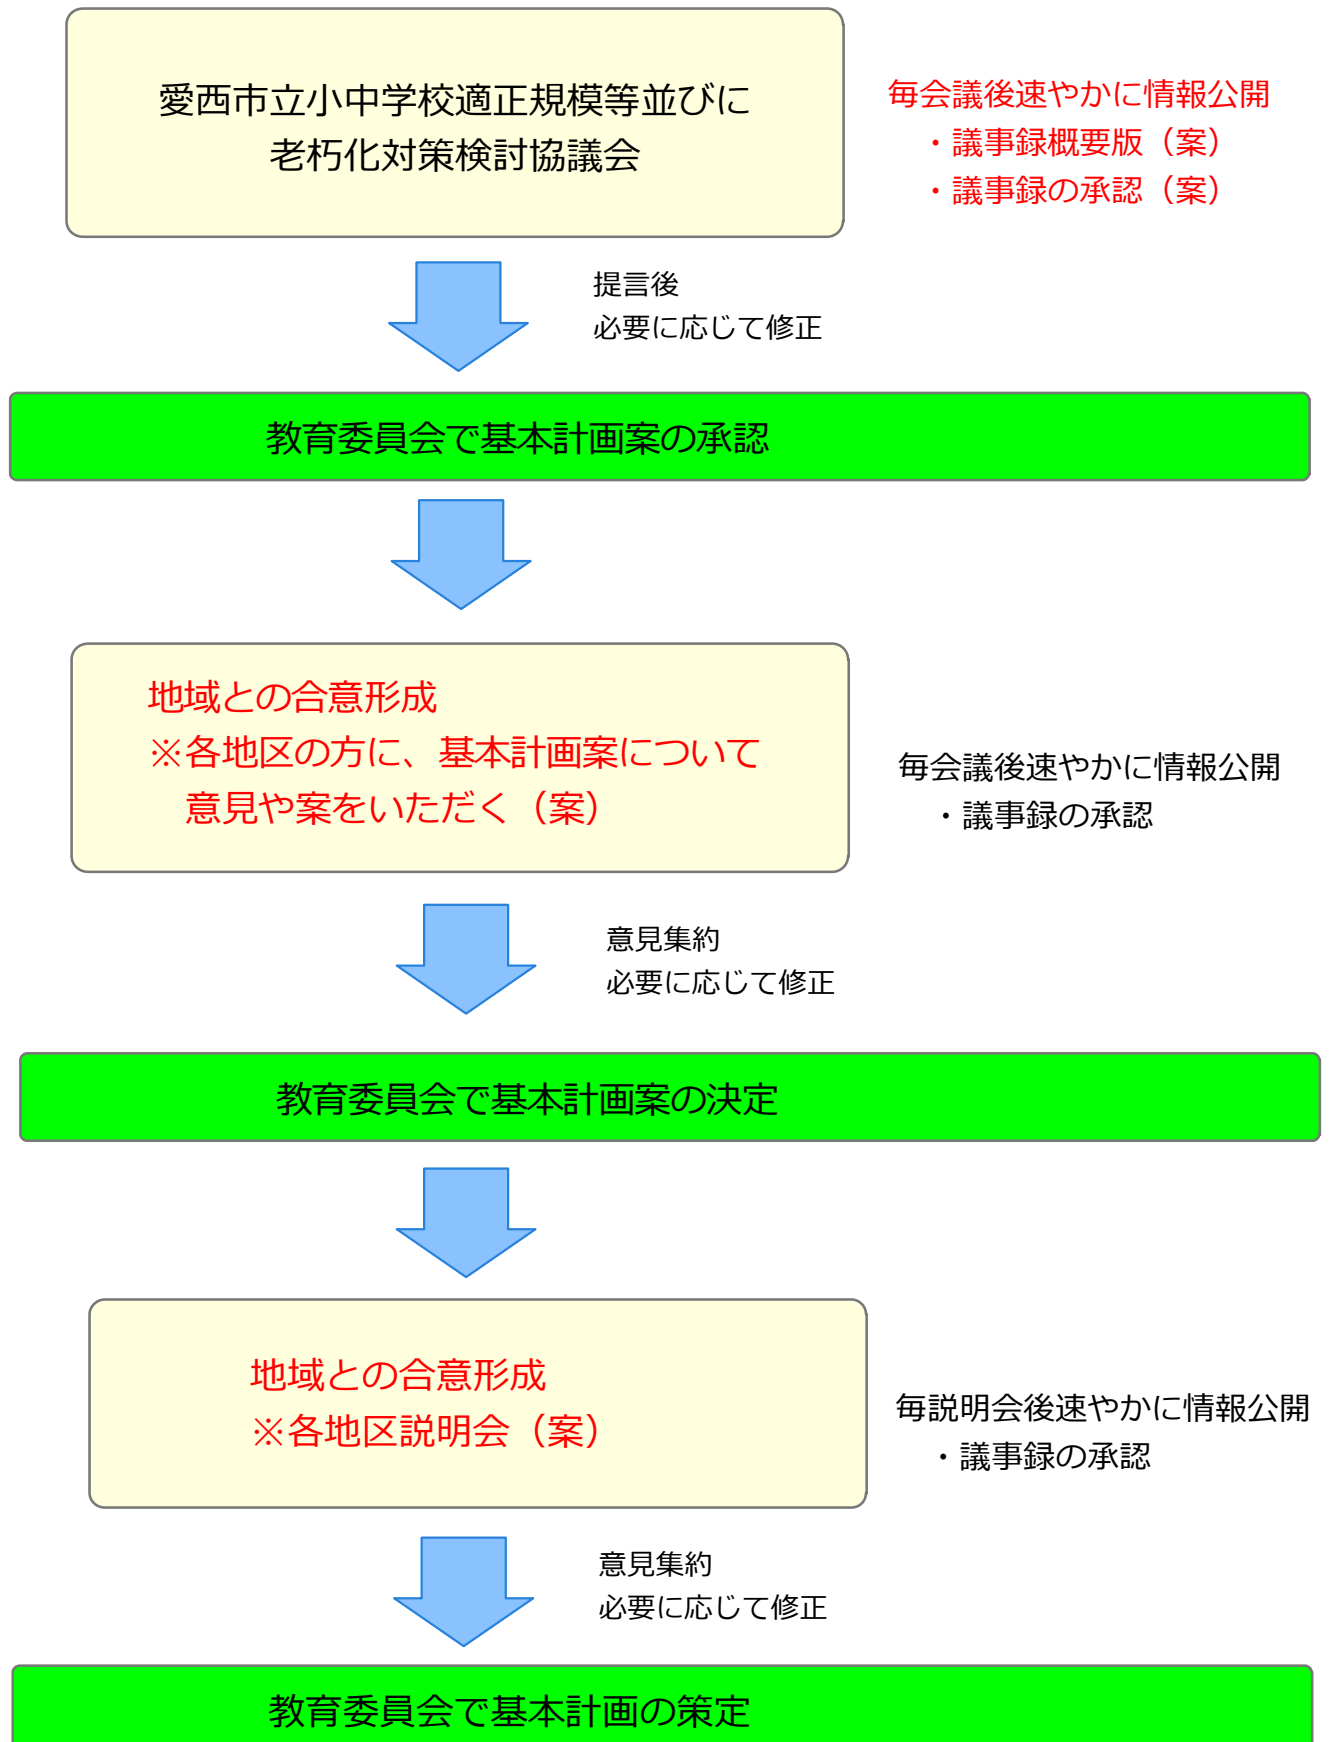 愛西市立小中学校適正規模等並びに
老朽化対策検討協議会
毎会議後速やかに情報公開
・議事録概要版（案）
・議事録の承認（案）
提言後
必要に応じて修正
教育委員会で基本計画案の承認
地域との合意形成
※各地区の方に、基本計画案について
意見や案をいただく（案）
毎会議後速やかに情報公開
・議事録の承認
意見集約
必要に応じて修正
教育委員会で基本計画案の決定
地域との合意形成
※各地区説明会（案）
毎説明会後速やかに情報公開
・議事録の承認
意見集約
必要に応じて修正
教育委員会で基本計画の策定